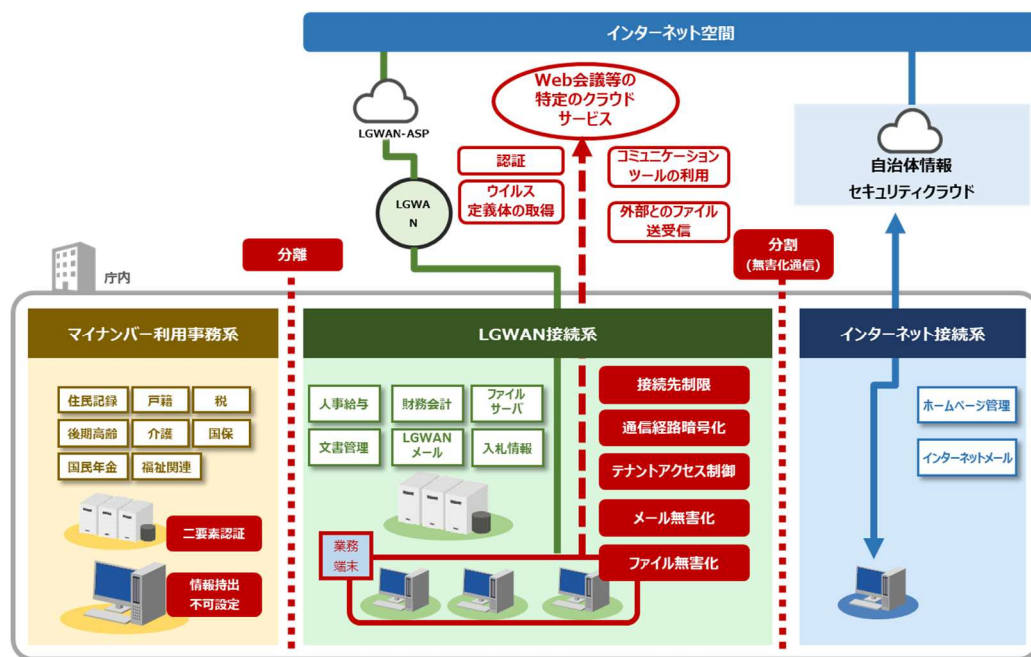 インターネット空間
Web会議等の
特定のクラウド
サービス
LGWAN-ASP
自治体情報
セキュリティクラウド
認証
コミュニケーション
ツールの利用
ウイルス
定義体の取得
LGWA
N
外部とのファイル
送受信
分離
分割
(無害化通信)
庁内
マイナンバー利用事務系
LGWAN接続系
インターネット接続系
住民記録
戸籍
税
後期高齢
介護
国保
国民年金
福祉関連
二要素認証
情報持出
不可設定
人事給与
財務会計
ファイル
サーバ
文書管理
LGWAN
メール
入札情報
業務
端末
接続先制限
通信経路暗号化
テナントアクセス制御
メール無害化
ファイル無害化
ホームページ管理
インターネットメール